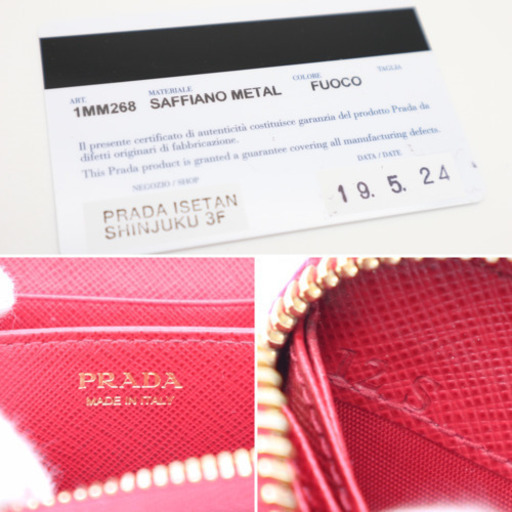 ART. MATERIALE COLORE TAGLIA
1MM268 SAFFIANO METAL FUOCO
Il presente certificato di autenticità costituisce garanzia del prodotto Prada da
difetti originari di fabbricazione.
This Prada product is granted a guarantee covering all manufacturing defects.
NEGOZIO / SHOP DATA / DATE
PRADA ISETAN
SHINJUKU 3F
19. 5. 24
PRADA
MADE IN ITALY